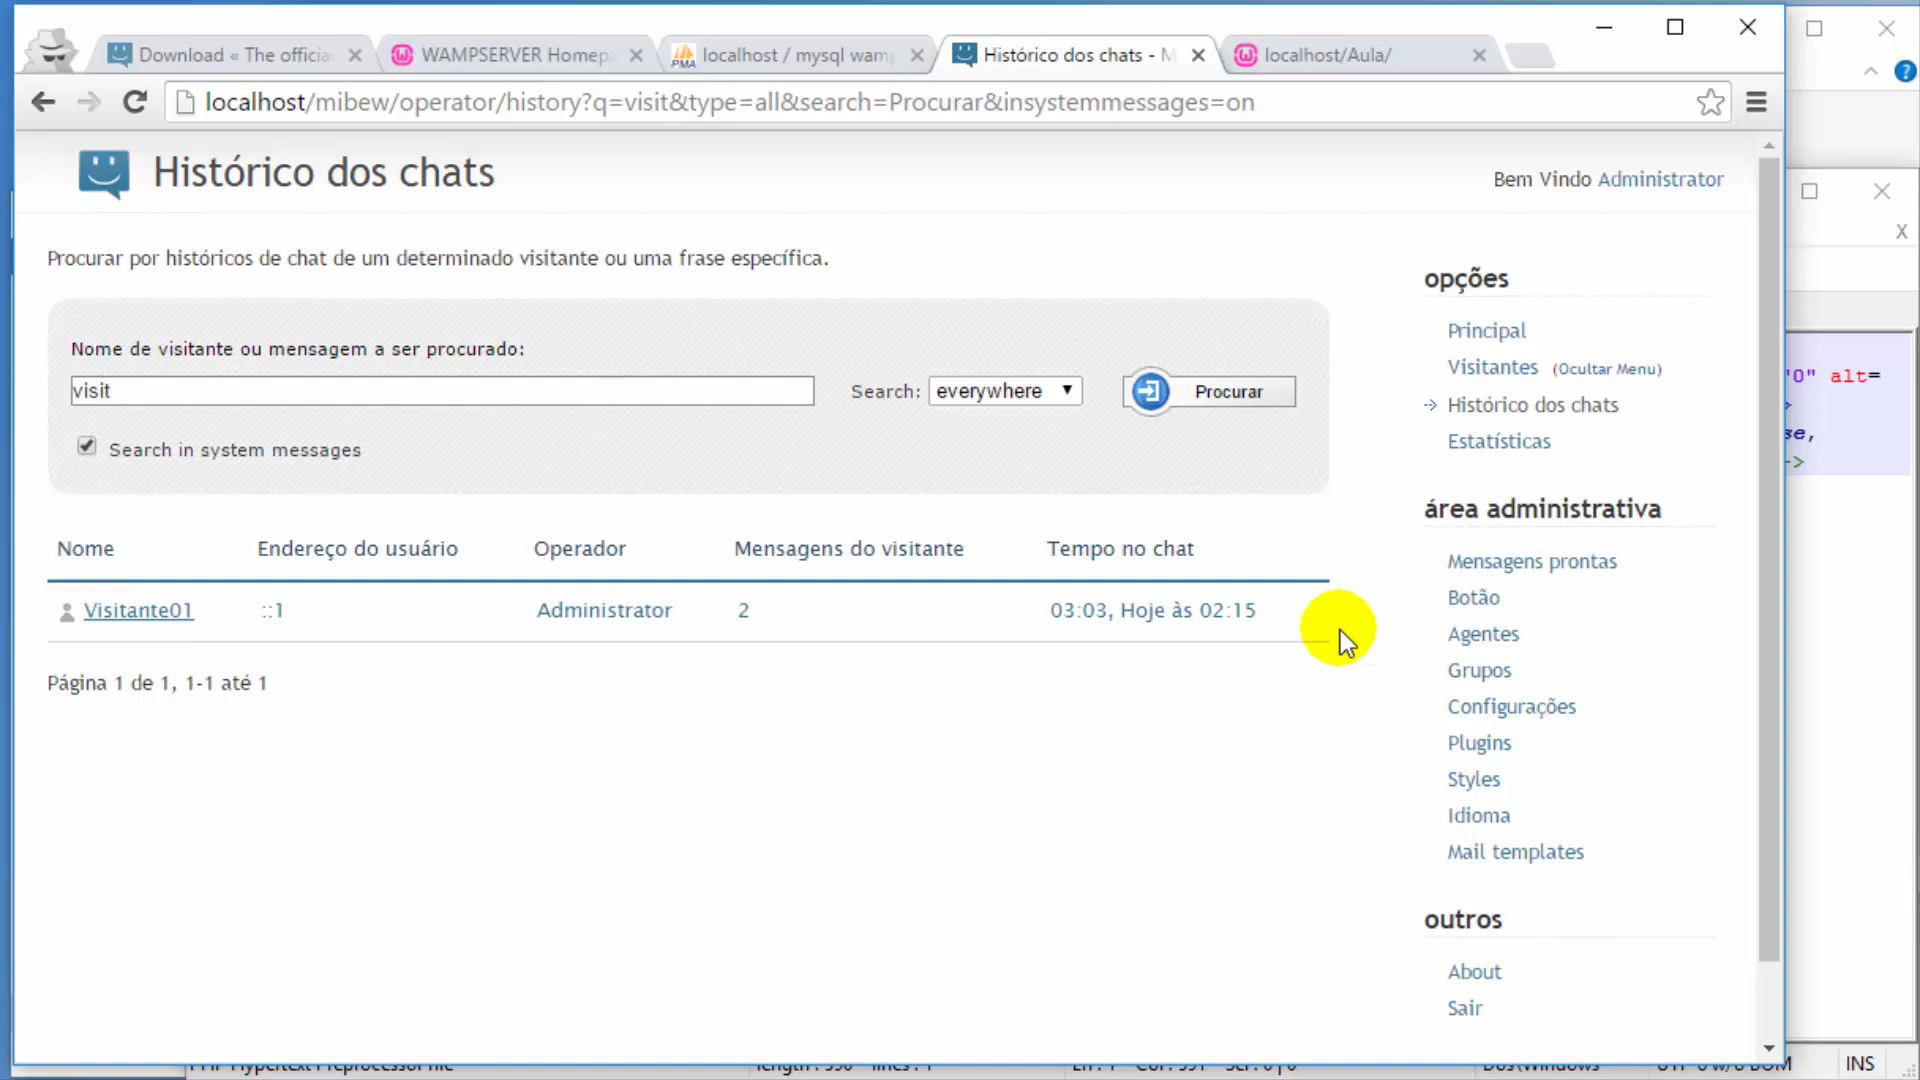 Download « The officia
WAMPSERVER Homep
localhost / mysql wam
Histórico dos chats - M
localhost/Aula/
localhost/mibew/operator/history?q=visit&type=all&search=Procurar&insystemmessages=on
Histórico dos chats
Bem Vindo Administrator
Procurar por históricos de chat de um determinado visitante ou uma frase específica.
Nome de visitante ou mensagem a ser procurado:
visit
Search: everywhere
Procurar
Search in system messages
Nome Endereço do usuário Operador Mensagens do visitante Tempo no chat
Visitante01 ::1 Administrator 2 03:03, Hoje às 02:15
Página 1 de 1, 1-1 até 1
opções
Principal
Visitantes (Ocultar Menu)
Histórico dos chats
Estatísticas
área administrativa
Mensagens prontas
Botão
Agentes
Grupos
Configurações
Plugins
Styles
Idioma
Mail templates
outros
About
Sair
"0" alt=
se,
->
INS